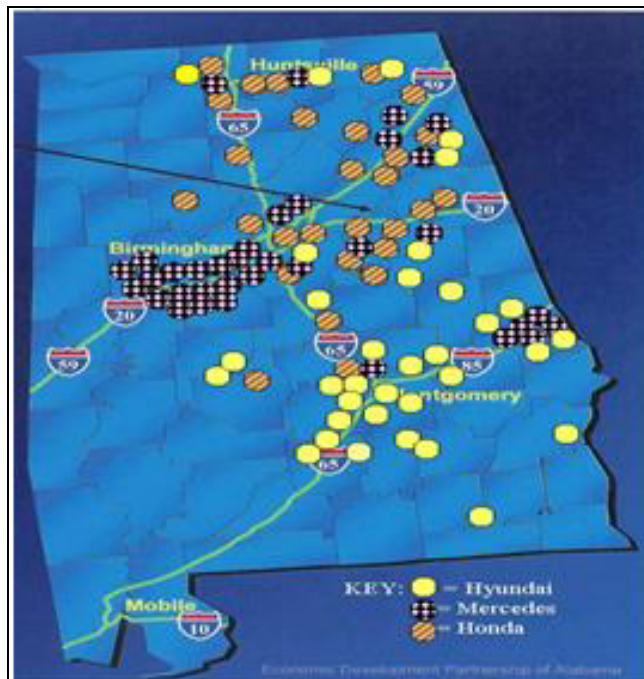 Huntsville
59
65
20
Birmingham
20
65
59
85
Montgomery
65
KEY: = Hyundai
= Mercedes
= Honda
Mobile
10
Economic Development Partnership of Alabama